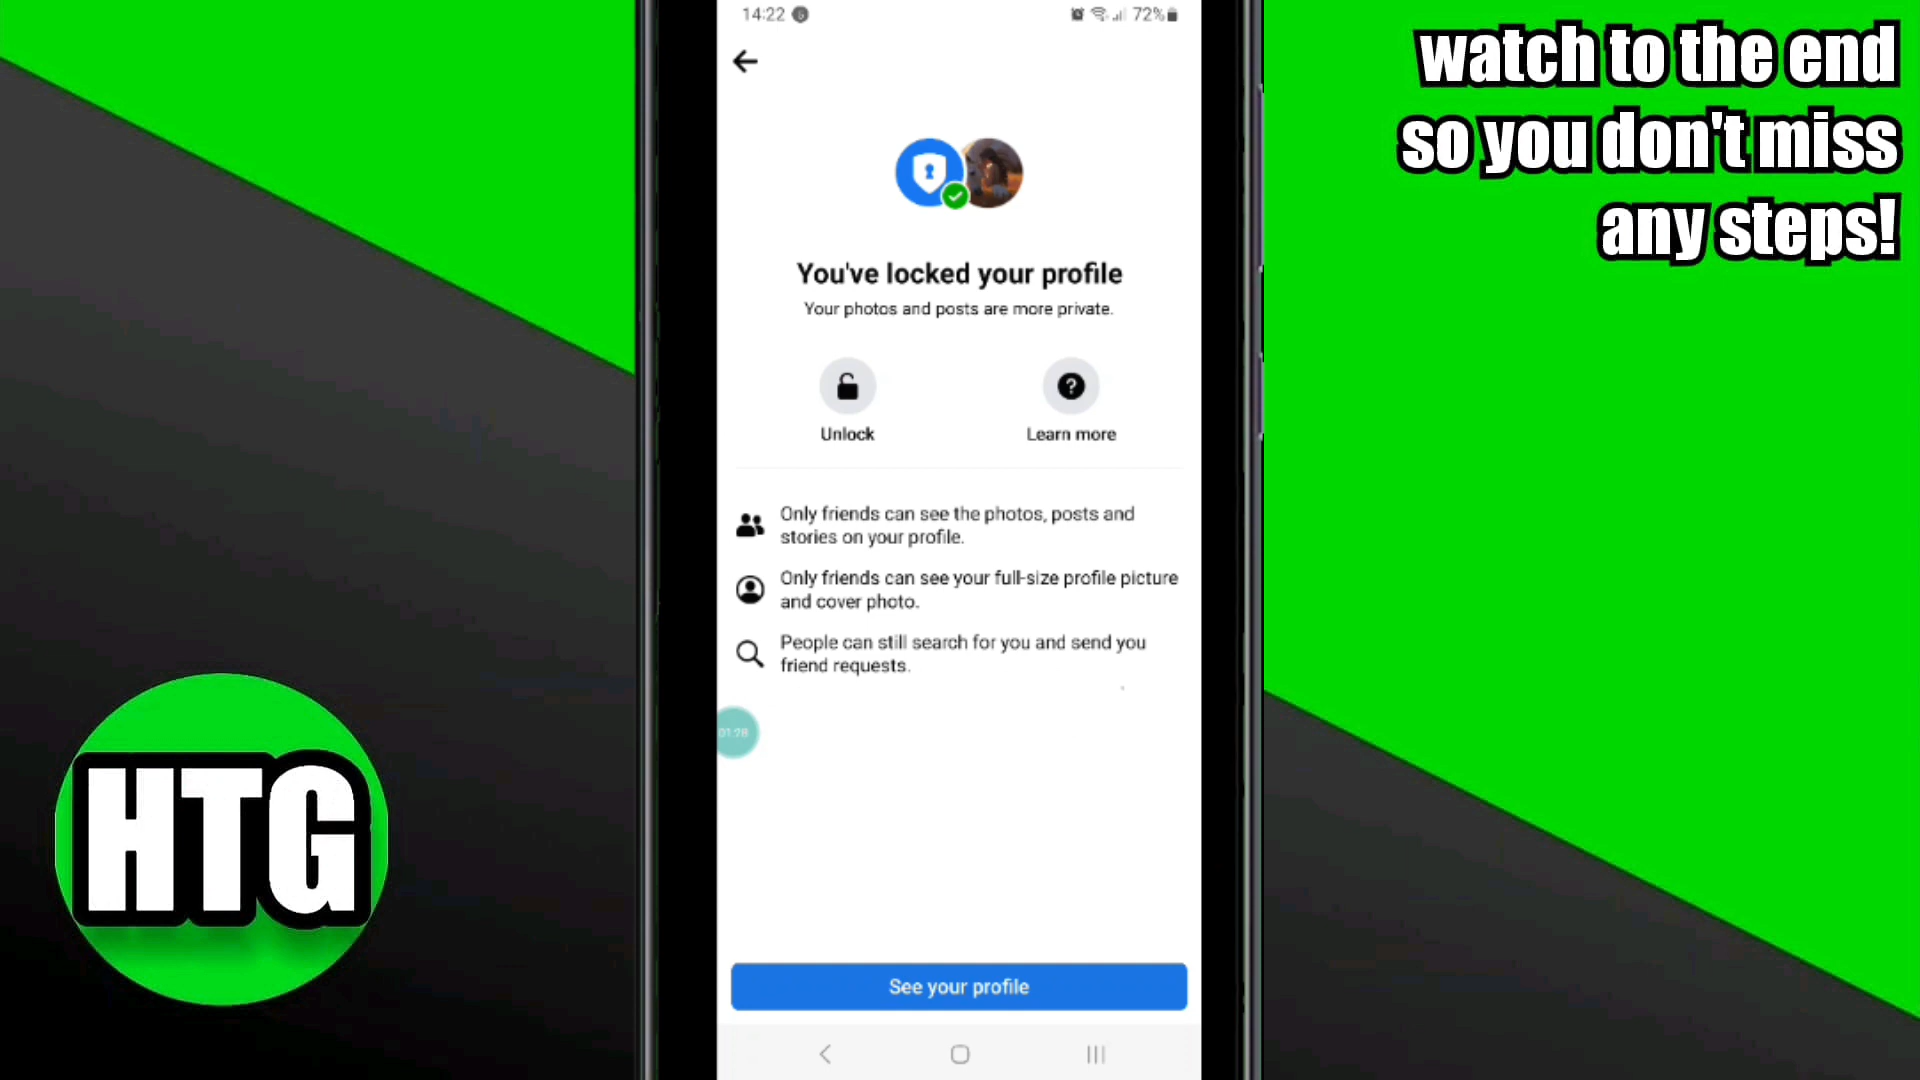 14:22
72%
watch to the end
so you don't miss
any steps!
You've locked your profile
Your photos and posts are more private.
Unlock
Learn more
Only friends can see the photos, posts and
stories on your profile.
Only friends can see your full-size profile picture
and cover photo.
People can still search for you and send you
friend requests.
01:28
HTG
See your profile